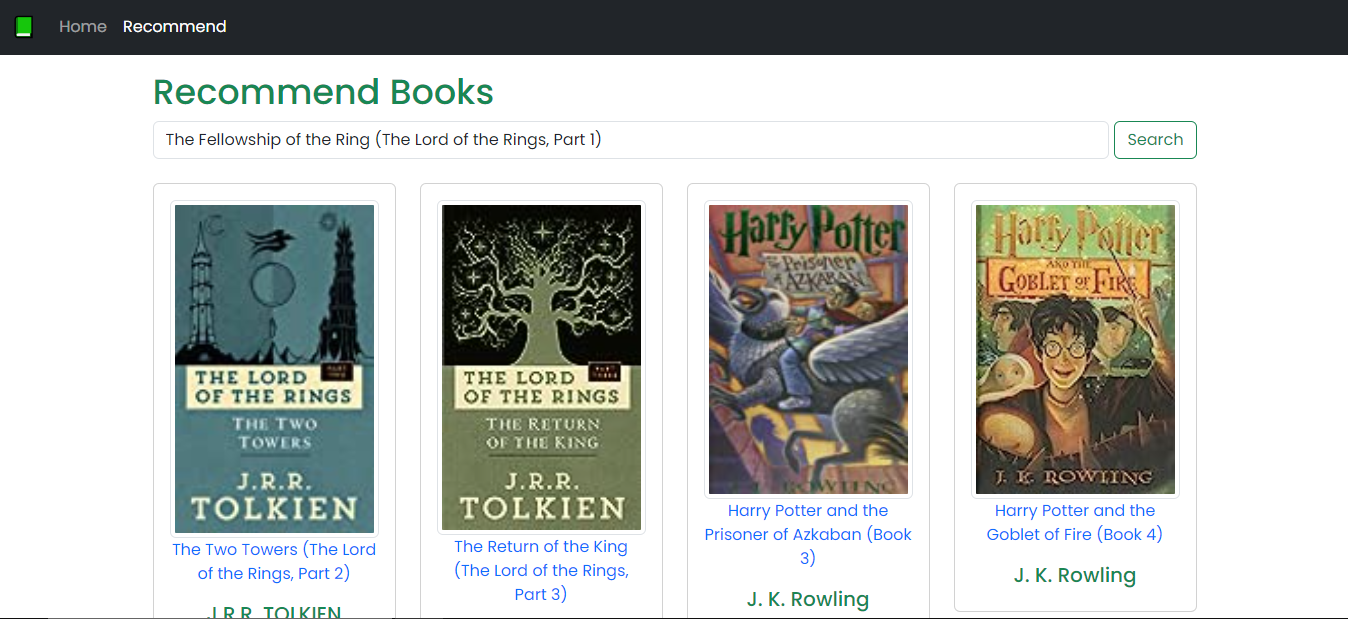 Home Recommend
Recommend Books
The Fellowship of the Ring (The Lord of the Rings, Part 1)
Search
PART TWO
THE LORD
OF THE RINGS
THE TWO
TOWERS
J.R.R.
TOLKIEN
The Two Towers (The Lord
of the Rings, Part 2)
J.R.R. TOLKIEN
PART THREE
THE LORD
OF THE RINGS
THE RETURN
OF THE KING
J.R.R.
TOLKIEN
The Return of the King
(The Lord of the Rings,
Part 3)
Harry Potter
AND THE
Prisoner
of AZKABAN
J. K. ROWLING
Harry Potter and the
Prisoner of Azkaban (Book
3)
J. K. Rowling
Harry Potter
AND THE
GOBLET OF FIRE
J. K. ROWLING
Harry Potter and the
Goblet of Fire (Book 4)
J. K. Rowling